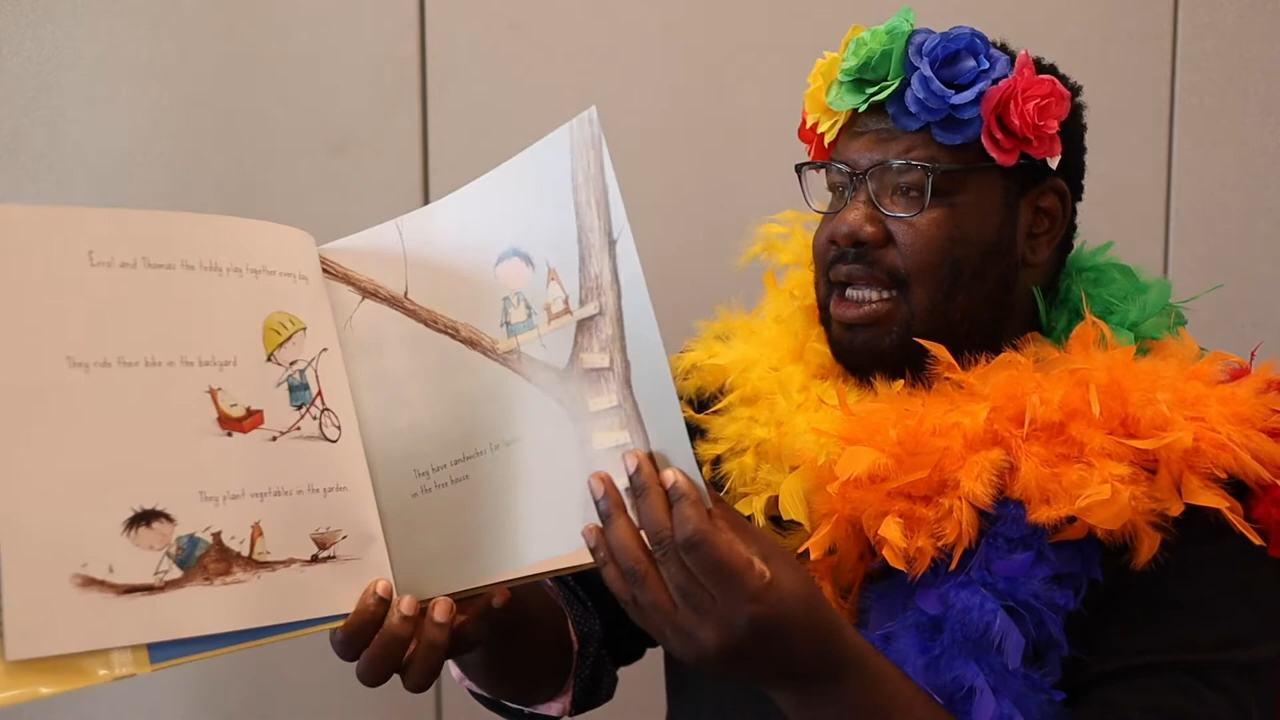 Errol and Thomas the teddy play together every day.
They ride their bike in the backyard
They plant vegetables in the garden.
They have sandwiches for
in the tree house